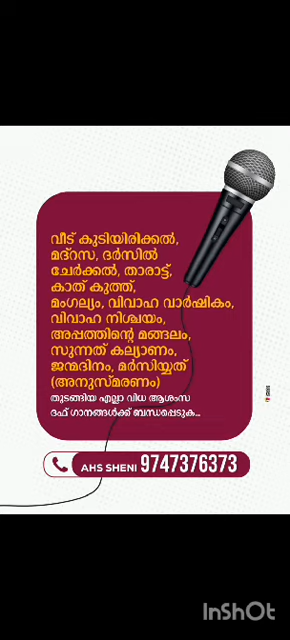 വീട് കുടിയിരിക്കൽ,
മദ്റസ, ദർസിൽ
ചേർക്കൽ, താരാട്ട്,
കാത് കുത്ത്,
മംഗല്യം, വിവാഹ വാർഷികം,
വിവാഹ നിശ്ചയം,
അപ്പത്തിന്റെ മങ്ങലം,
സുന്നത് കല്യാണം,
ജന്മദിനം, മർസിയ്യത്
(അനുസ്മരണം)
തുടങ്ങിയ എല്ലാ വിധ ആശംസ
ദഫ് ഗാനങ്ങൾക്ക് ബന്ധപ്പെടുക...
AHS SHENI 9747376373
InShOt